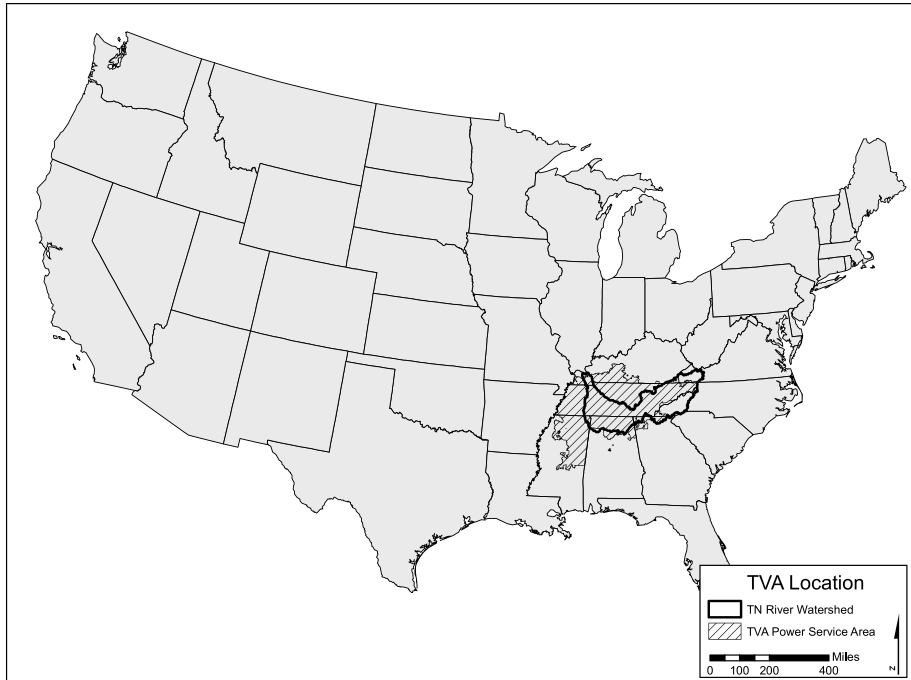 TVA Location
TN River Watershed
TVA Power Service Area
Miles
0 100 200 400
N